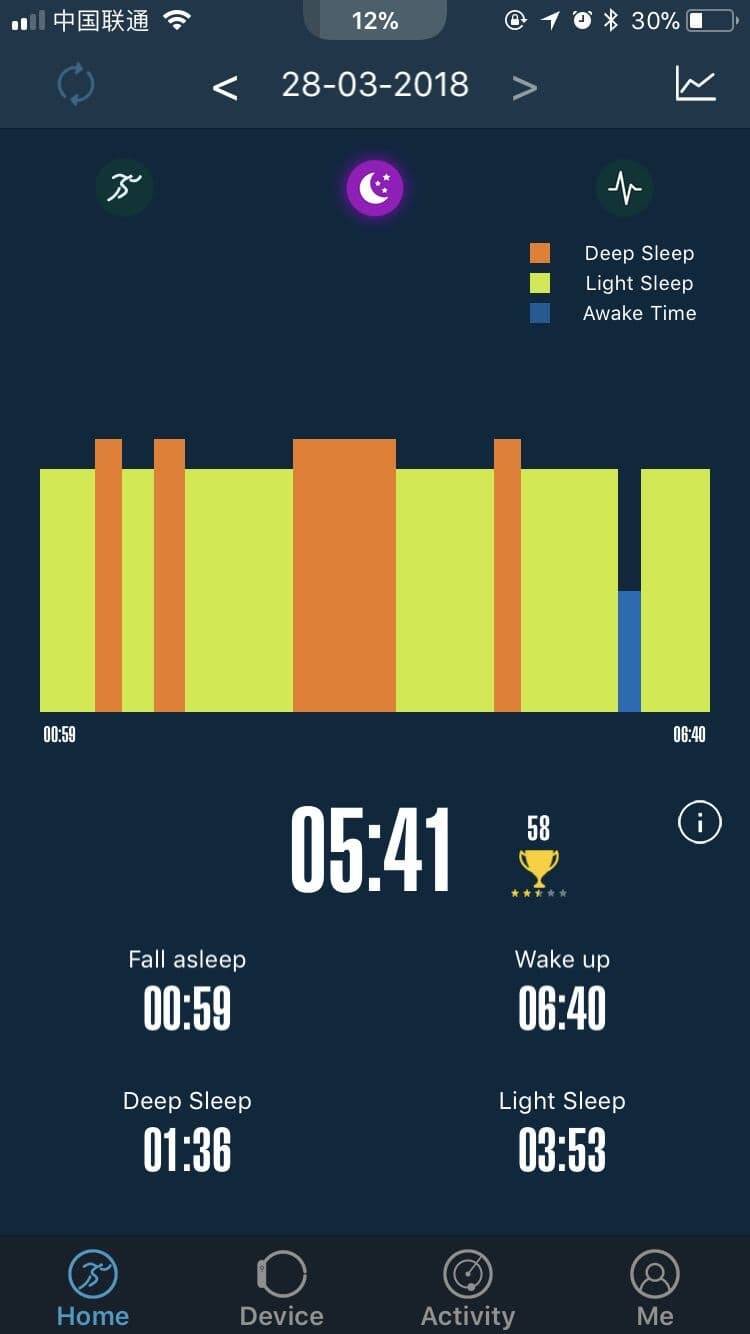 中国联通 12% 30%
< 28-03-2018 >
Deep Sleep
Light Sleep
Awake Time
00:59 06:40
58
05:41
Fall asleep Wake up
00:59 06:40
Deep Sleep Light Sleep
01:36 03:53
Home Device Activity Me